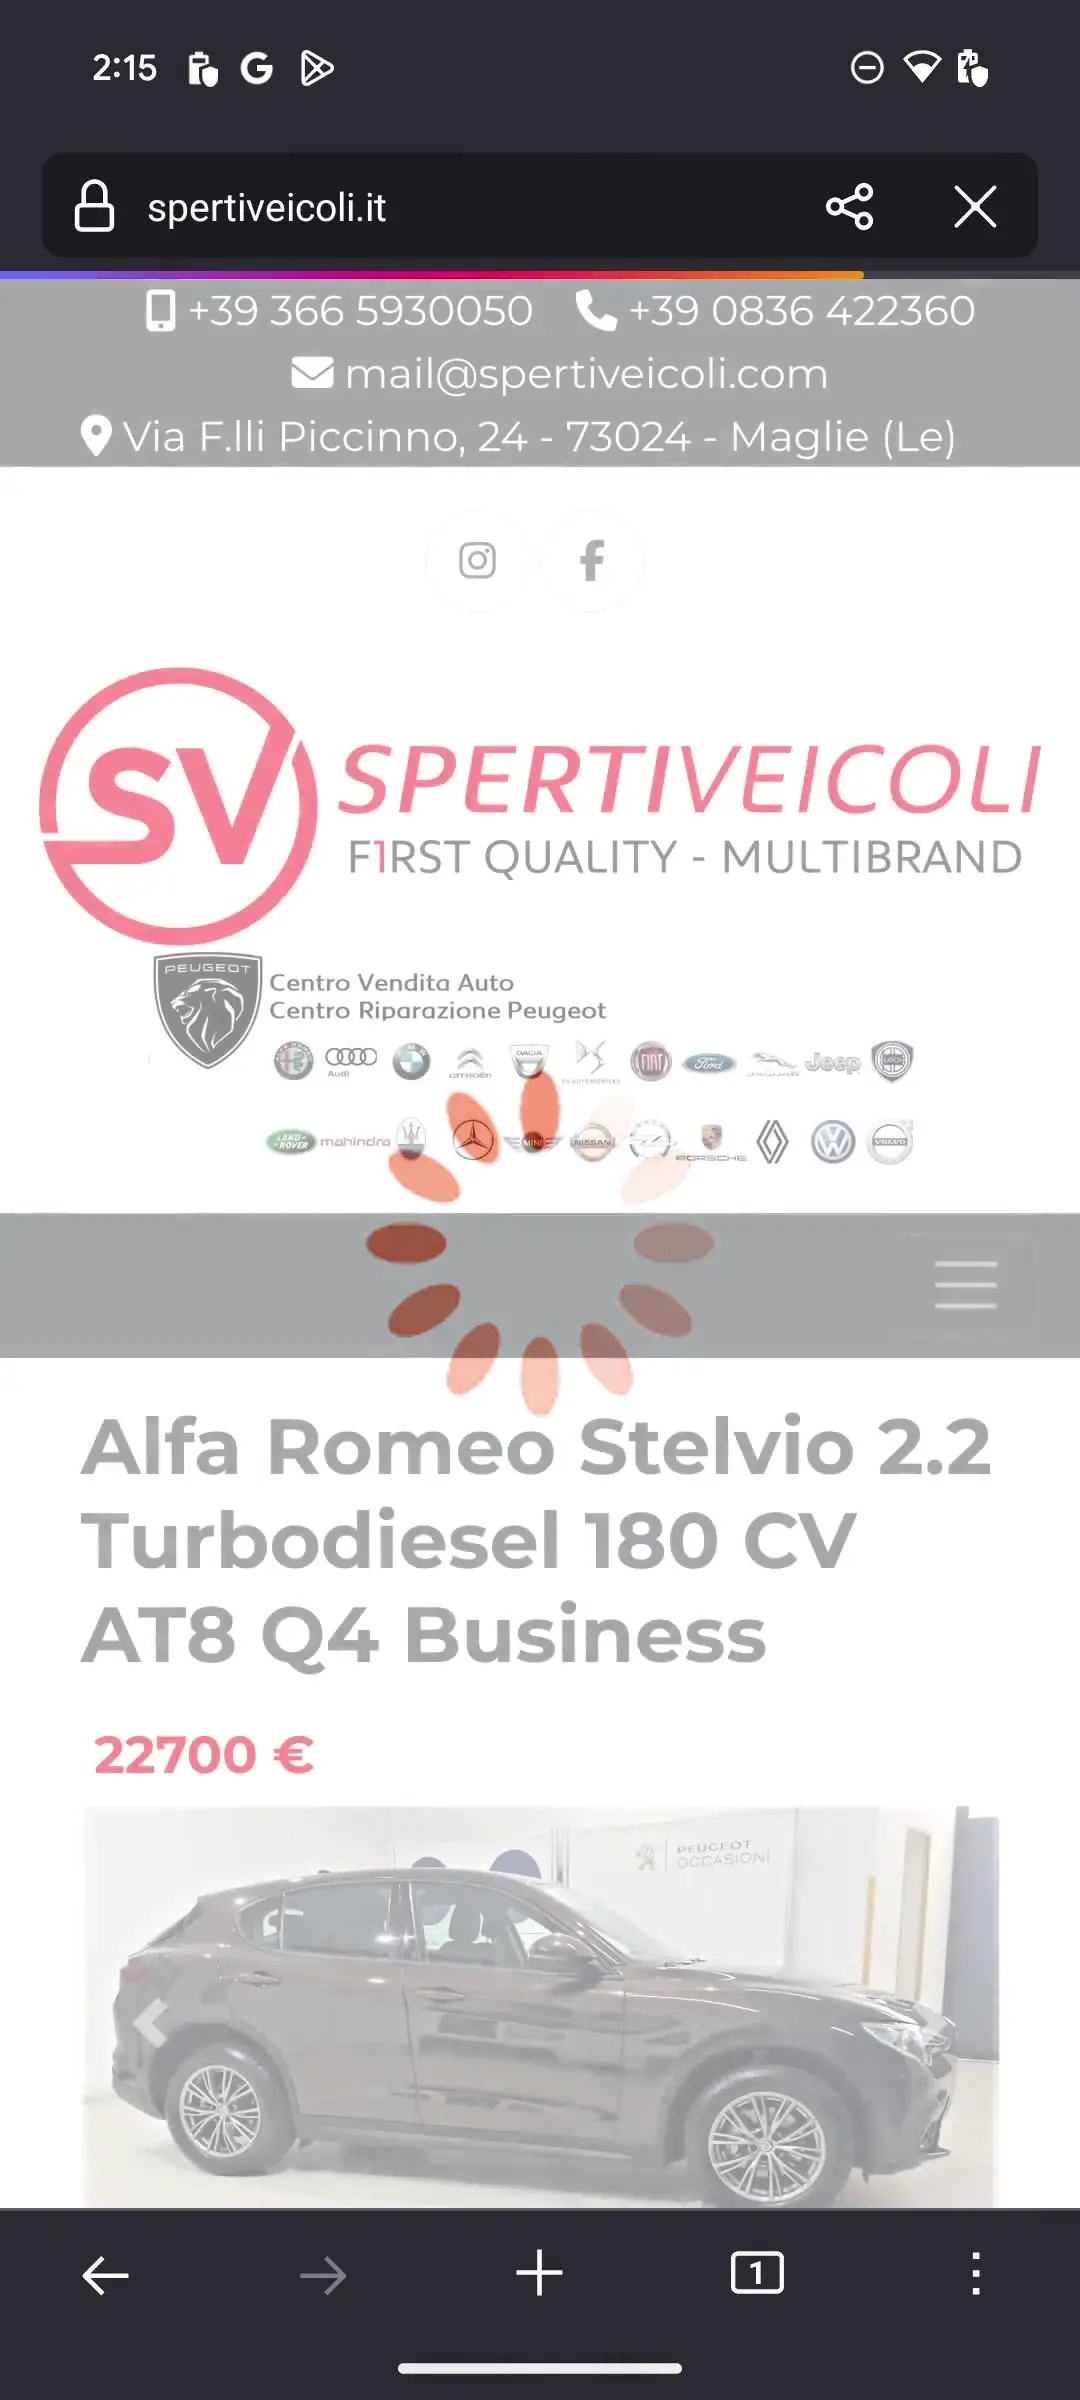 2:15
spertiveicoli.it
+39 366 5930050 +39 0836 422360
mail@spertiveicoli.com
Via F.lli Piccinno, 24 - 73024 - Maglie (Le)
SV
SPERTIVEICOLI
F1RST QUALITY - MULTIBRAND
PEUGEOT
Centro Vendita Auto
Centro Riparazione Peugeot
Audi CITROËN DACIA DS AUTOMOBILES FIAT Ford JAGUAR Jeep
LAND ROVER mahindra MINI NISSAN PORSCHE VOLVO
Alfa Romeo Stelvio 2.2
Turbodiesel 180 CV
AT8 Q4 Business
22700 €
PEUGEOT
OCCASIONI
1